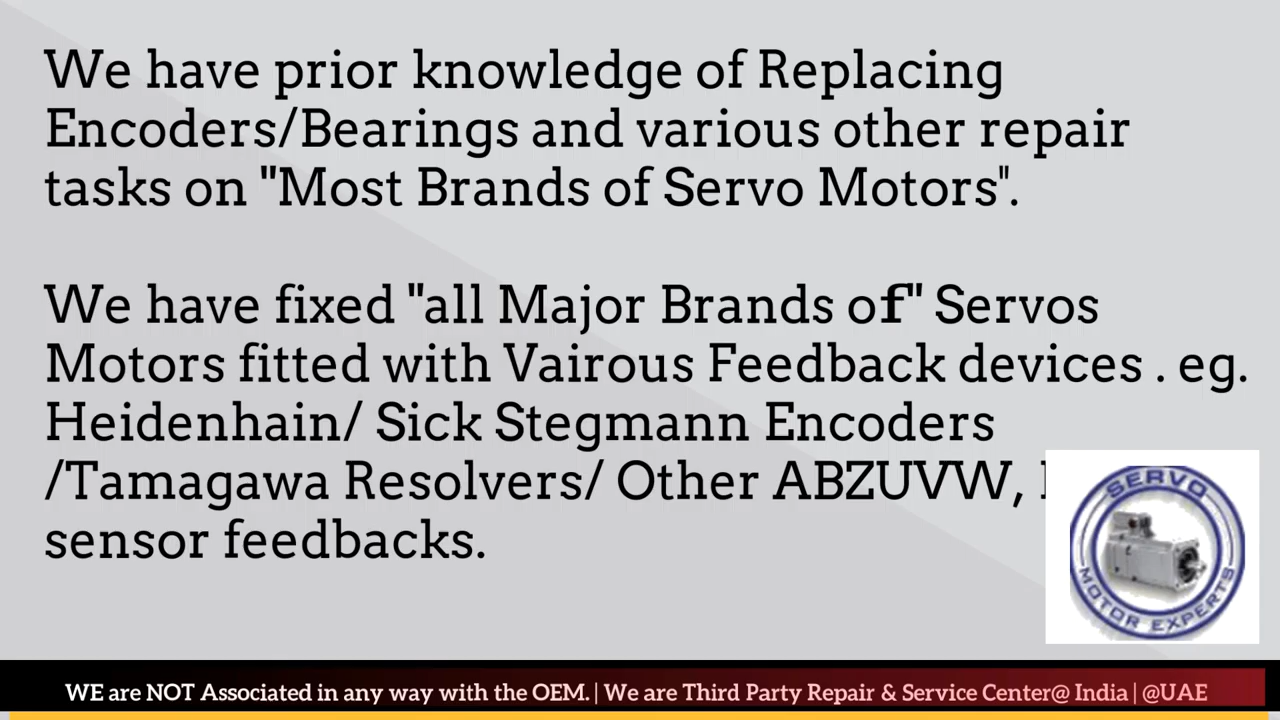 We have prior knowledge of Replacing
Encoders/Bearings and various other repair
tasks on "Most Brands of Servo Motors".
We have fixed "all Major Brands of" Servos
Motors fitted with Vairous Feedback devices . eg.
Heidenhain/ Sick Stegmann Encoders
/Tamagawa Resolvers/ Other ABZUVW,
sensor feedbacks.
SERVO
MOTOR EXPERTS
WE are NOT Associated in any way with the OEM. | We are Third Party Repair & Service Center@ India | @UAE